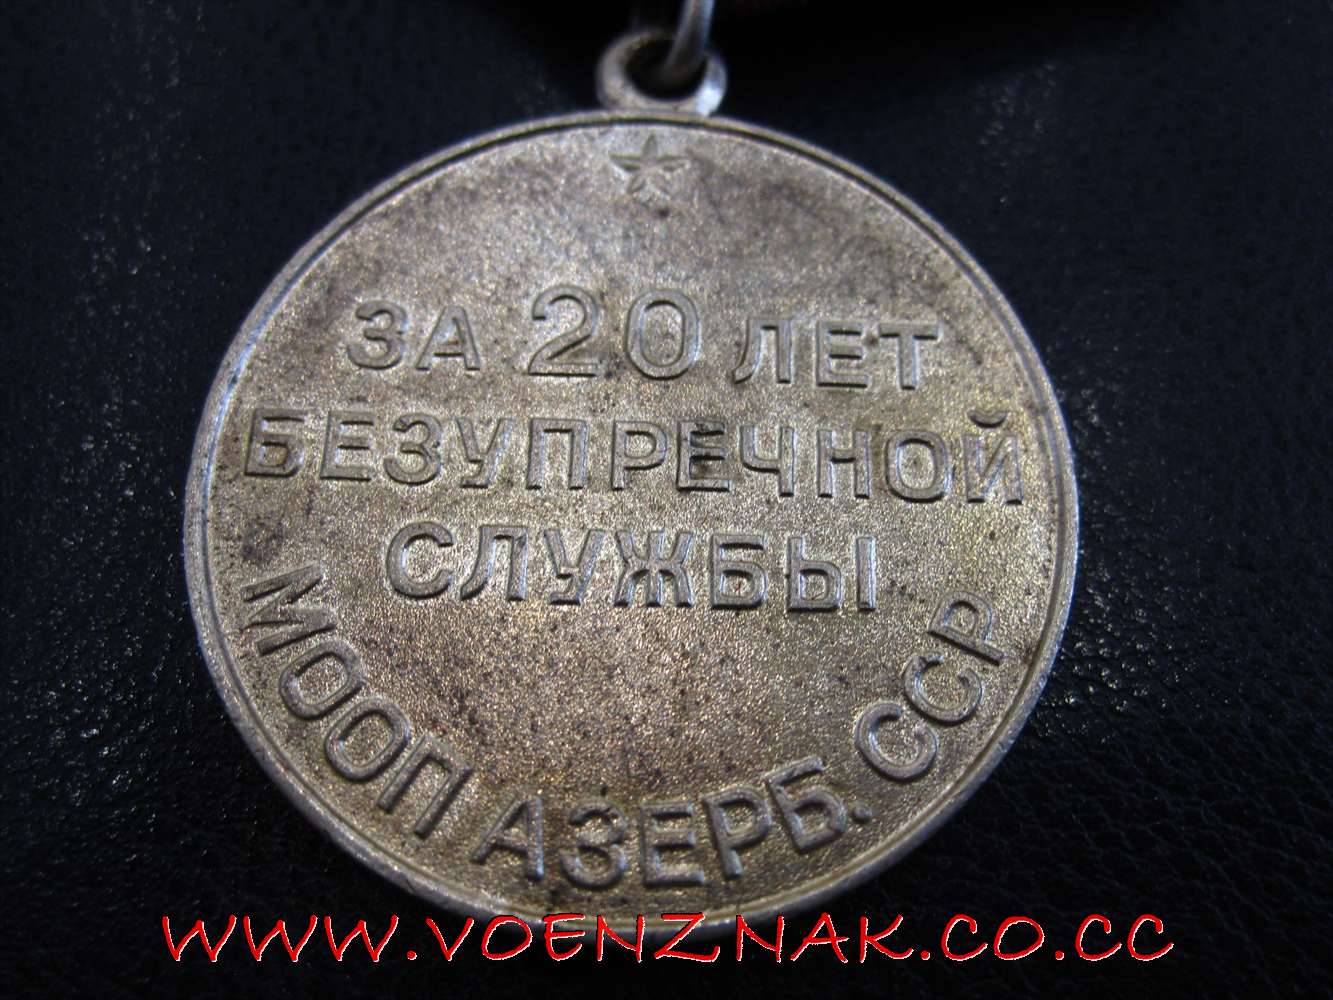 ЗА 20 ЛЕТ
БЕЗУПРЕЧНОЙ
СЛУЖБЫ
МООП АЗЕРБ. ССР
WWW.VOENZNAK.CO.CC